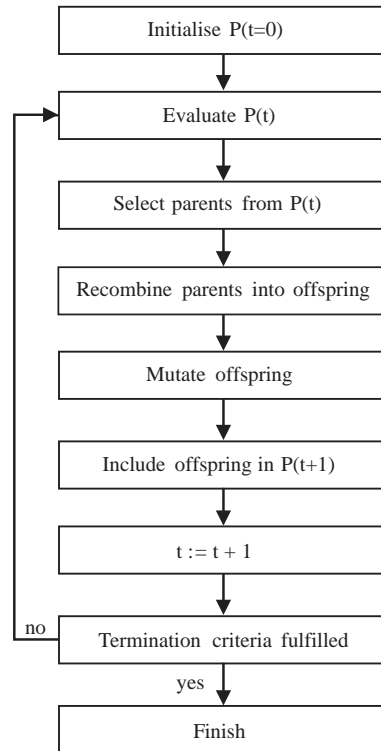 Initialise P(t=0)
Evaluate P(t)
Select parents from P(t)
Recombine parents into offspring
Mutate offspring
Include offspring in P(t+1)
t := t + 1
no
Termination criteria fulfilled
yes
Finish